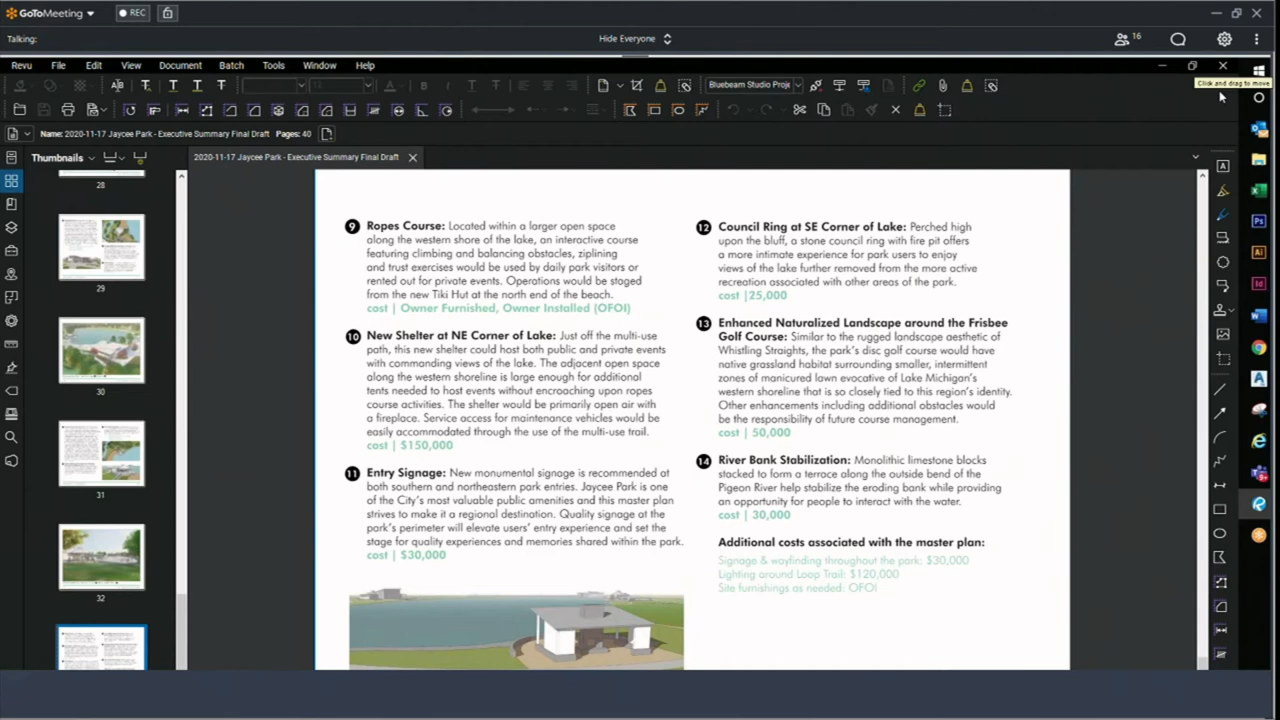 GoToMeeting
REC
Talking:
Hide Everyone
16
Revu File Edit View Document Batch Tools Window Help
Click and drag to move
12
Bluebeam Studio Proje
Name: 2020-11-17 Jaycee Park - Executive Summary Final Draft Pages: 40
Thumbnails
2020-11-17 Jaycee Park - Executive Summary Final Draft
28
29
30
31
32
9 Ropes Course: Located within a larger open space
along the western shore of the lake, an interactive course
featuring climbing and balancing obstacles, ziplining
and trust exercises would be used by daily park visitors or
rented out for private events. Operations would be staged
from the new Tiki Hut at the north end of the beach.
cost | Owner Furnished, Owner Installed (OFOI)
10 New Shelter at NE Corner of Lake: Just off the multi-use
path, this new shelter could host both public and private events
with commanding views of the lake. The adjacent open space
along the western shoreline is large enough for additional
tents needed to host events without encroaching upon ropes
course activities. The shelter would be primarily open air with
a fireplace. Service access for maintenance vehicles would be
easily accommodated through the use of the multi-use trail.
cost | $150,000
11 Entry Signage: New monumental signage is recommended at
both southern and northeastern park entries. Jaycee Park is one
of the City's most valuable public amenities and this master plan
strives to make it a regional destination. Quality signage at the
park's perimeter will elevate users' entry experience and set the
stage for quality experiences and memories shared within the park.
cost | $30,000
12 Council Ring at SE Corner of Lake: Perched high
upon the bluff, a stone council ring with fire pit offers
a more intimate experience for park users to enjoy
views of the lake further removed from the more active
recreation associated with other areas of the park.
cost |25,000
13 Enhanced Naturalized Landscape around the Frisbee
Golf Course: Similar to the rugged landscape aesthetic of
Whistling Straights, the park's disc golf course would have
native grassland habitat surrounding smaller, intermittent
zones of manicured lawn evocative of Lake Michigan's
western shoreline that is so closely tied to this region's identity.
Other enhancements including additional obstacles would
be the responsibility of future course management.
cost | 50,000
14 River Bank Stabilization: Monolithic limestone blocks
stacked to form a terrace along the outside bend of the
Pigeon River help stabilize the eroding bank while providing
an opportunity for people to interact with the water.
cost | 30,000
Additional costs associated with the master plan:
Signage & wayfinding throughout the park: $30,000
Lighting around Loop Trail: $120,000
Site furnishings as needed: OFOI